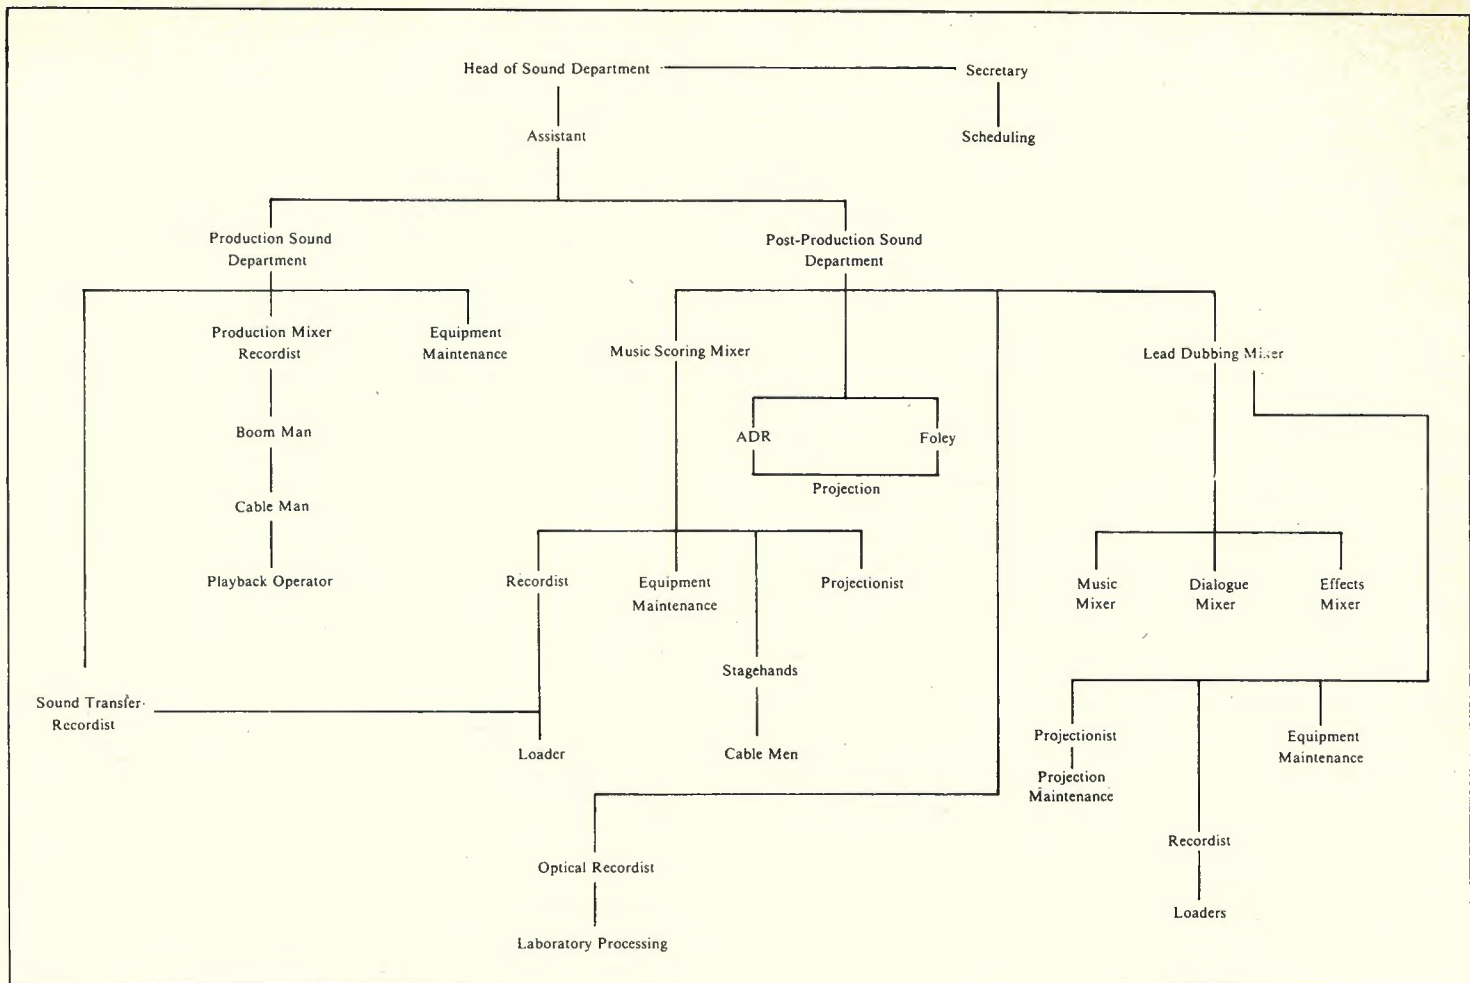 Head of Sound Department
Secretary
Assistant
Scheduling
Production Sound
Department
Post-Production Sound
Department
Production Mixer
Recordist
Equipment
Maintenance
Music Scoring Mixer
Lead Dubbing Mixer
Boom Man
ADR
Foley
Projection
Cable Man
Playback Operator
Recordist
Equipment
Maintenance
Projectionist
Music
Mixer
Dialogue
Mixer
Effects
Mixer
Stagehands
Sound Transfer
Recordist
Loader
Cable Men
Projectionist
Projection
Maintenance
Equipment
Maintenance
Recordist
Optical Recordist
Loaders
Laboratory Processing